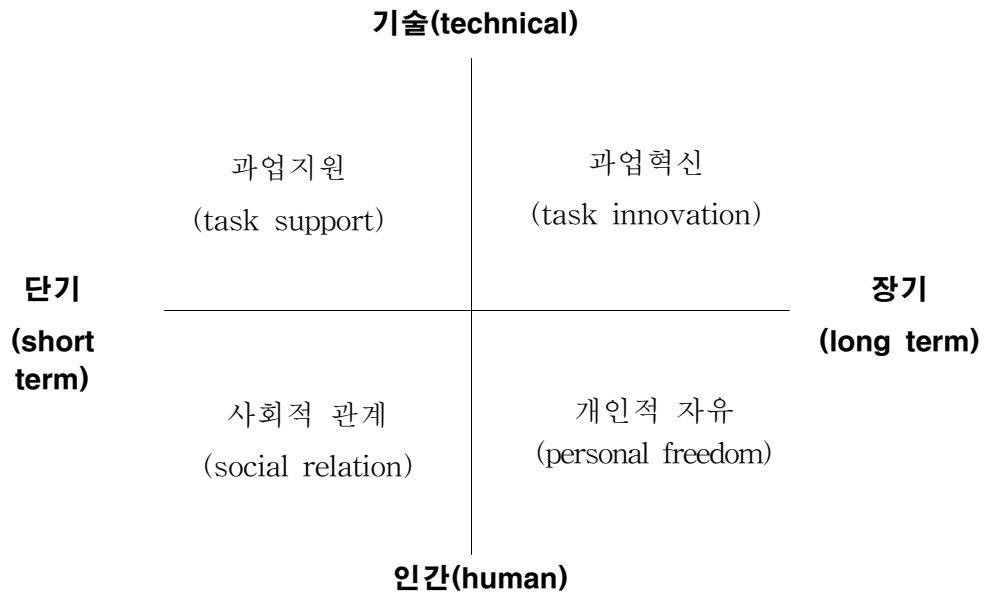 기술(technical)
과업지원
(task support)
과업혁신
(task innovation)
단기
(short
term)
장기
(long term)
사회적 관계
(social relation)
개인적 자유
(personal freedom)
인간(human)